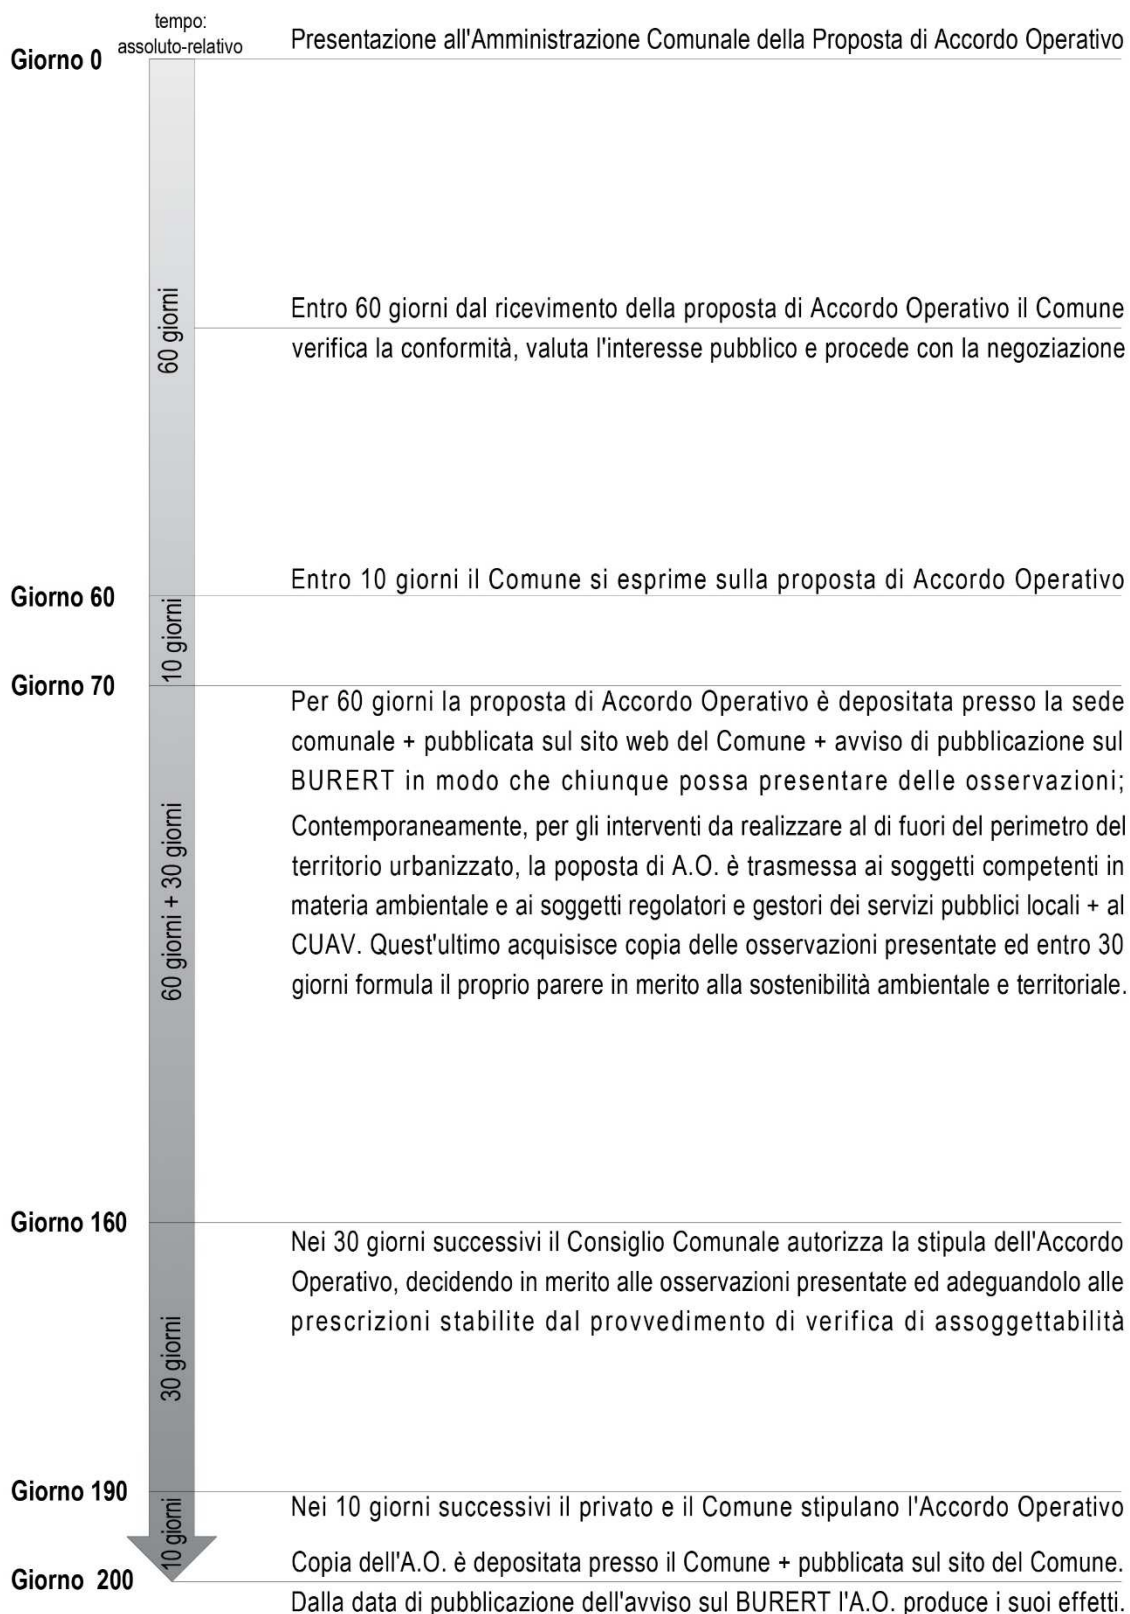 tempo:
assoluto-relativo
Giorno 0
Presentazione all'Amministrazione Comunale della Proposta di Accordo Operativo
60 giorni
Entro 60 giorni dal ricevimento della proposta di Accordo Operativo il Comune
verifica la conformità, valuta l'interesse pubblico e procede con la negoziazione
Giorno 60
Entro 10 giorni il Comune si esprime sulla proposta di Accordo Operativo
10 giorni
Giorno 70
Per 60 giorni la proposta di Accordo Operativo è depositata presso la sede
comunale + pubblicata sul sito web del Comune + avviso di pubblicazione sul
BURERT in modo che chiunque possa presentare delle osservazioni;
Contemporaneamente, per gli interventi da realizzare al di fuori del perimetro del
territorio urbanizzato, la poposta di A.O. è trasmessa ai soggetti competenti in
materia ambientale e ai soggetti regolatori e gestori dei servizi pubblici locali + al
CUAV. Quest'ultimo acquisisce copia delle osservazioni presentate ed entro 30
giorni formula il proprio parere in merito alla sostenibilità ambientale e territoriale.
60 giorni + 30 giorni
Giorno 160
Nei 30 giorni successivi il Consiglio Comunale autorizza la stipula dell'Accordo
Operativo, decidendo in merito alle osservazioni presentate ed adeguandolo alle
prescrizioni stabilite dal provvedimento di verifica di assoggettabilità
30 giorni
Giorno 190
Nei 10 giorni successivi il privato e il Comune stipulano l'Accordo Operativo
10 giorni
Giorno 200
Copia dell'A.O. è depositata presso il Comune + pubblicata sul sito del Comune.
Dalla data di pubblicazione dell'avviso sul BURERT l'A.O. produce i suoi effetti.